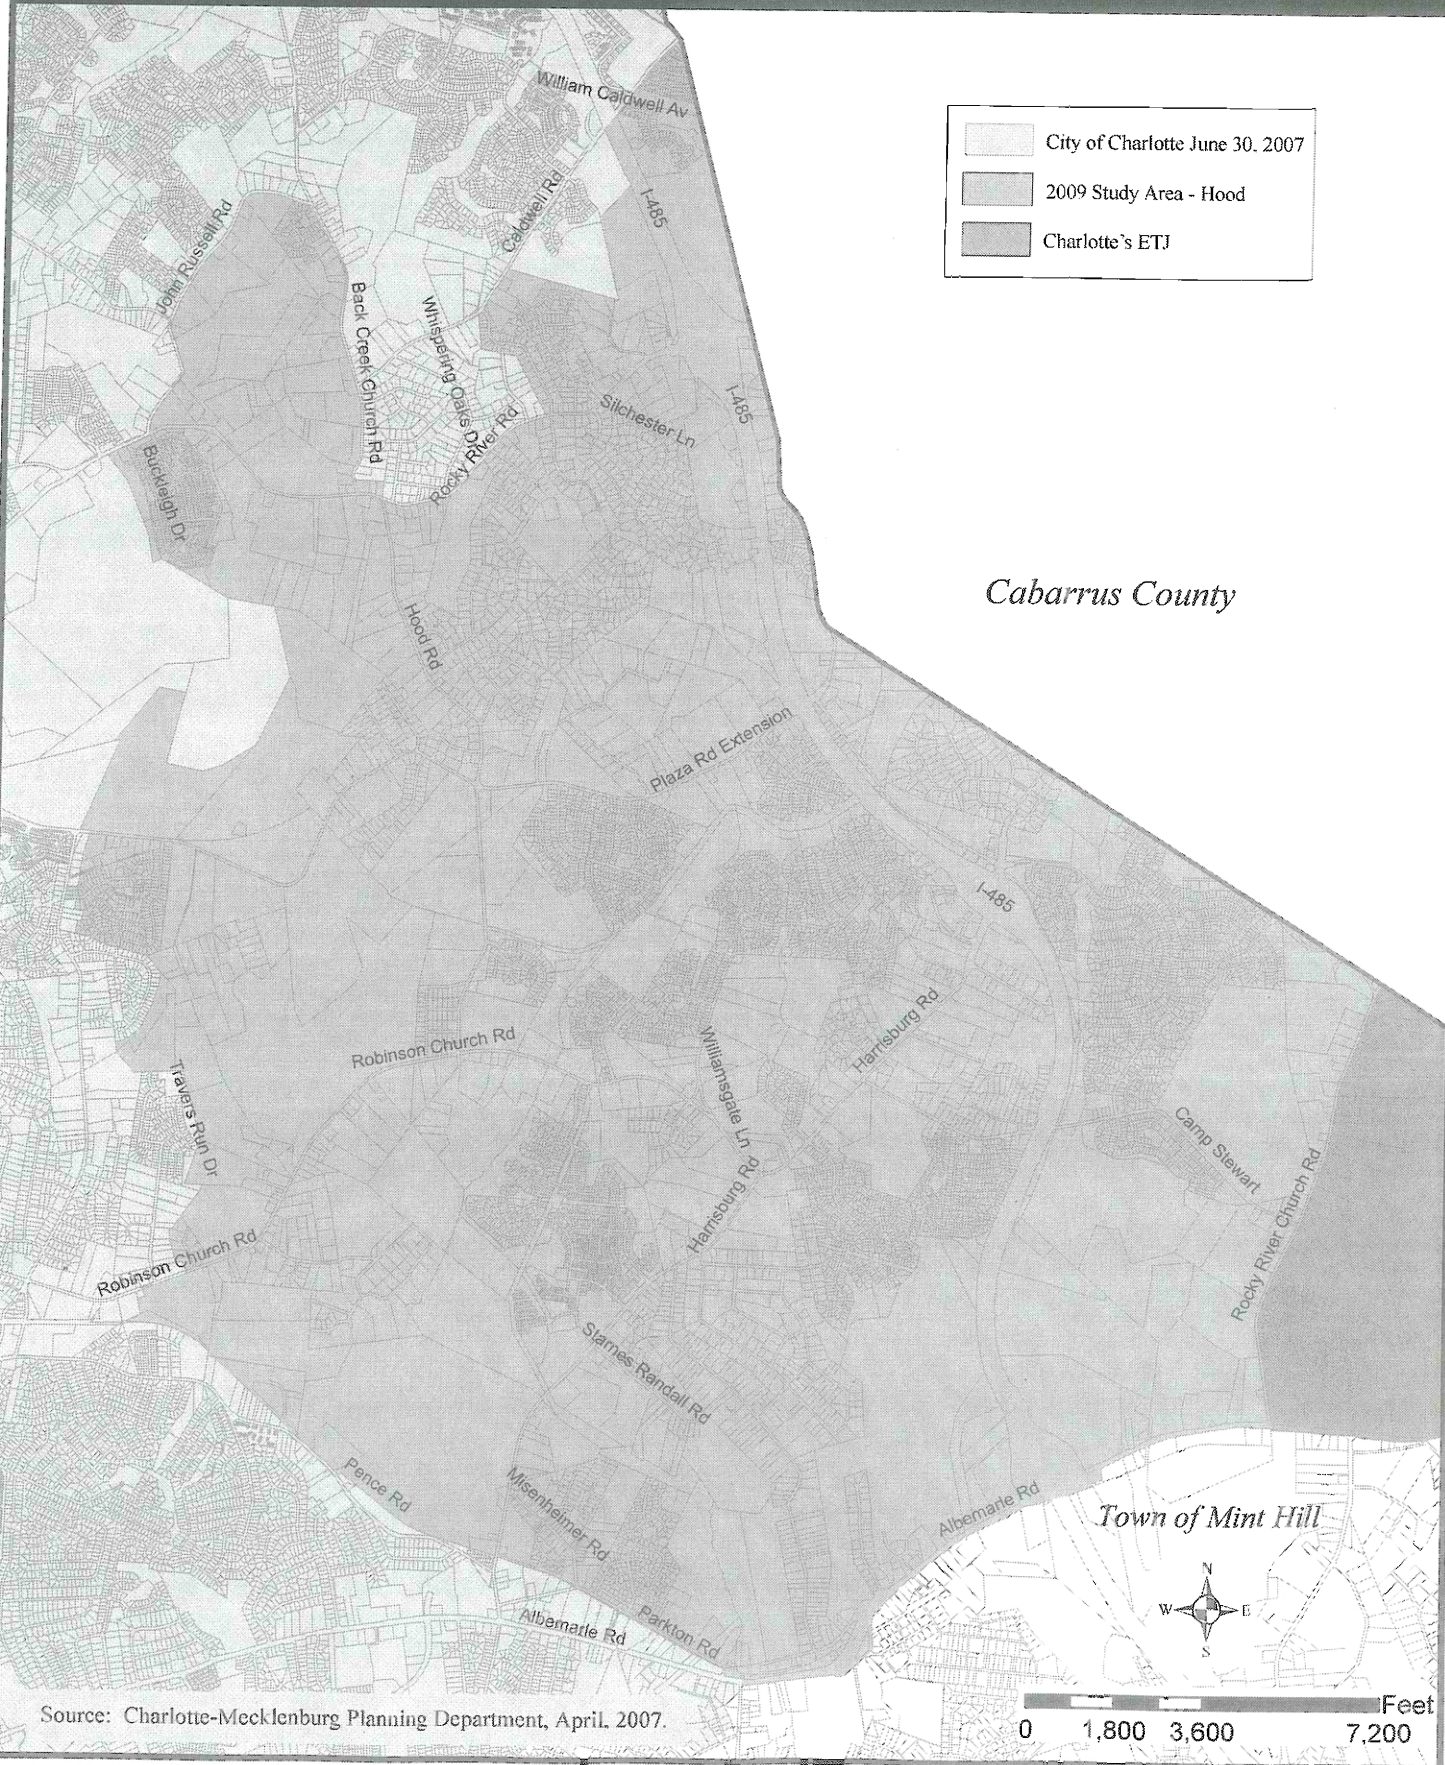 William Caldwell Av
City of Charlotte June 30, 2007
2009 Study Area - Hood
Charlotte's ETJ
I-485
Caldwell Rd
John Russell Rd
Back Creek Church Rd
Whispering Oaks Dr
Rocky River Rd
Silchester Ln
I-485
Buckleigh Dr
Cabarrus County
Hood Rd
Plaza Rd Extension
I-485
Harrisburg Rd
Robinson Church Rd
Williamsgate Ln
Travers Run Dr
Camp Stewart
Rocky River Church Rd
Harrisburg Rd
Robinson Church Rd
Starnes Randall Rd
Pence Rd
Misenheimer Rd
Albemarle Rd
Town of Mint Hill
N
W E
S
Albemarle Rd
Parkton Rd
Source: Charlotte-Mecklenburg Planning Department, April, 2007.
Feet
0 1,800 3,600 7,200